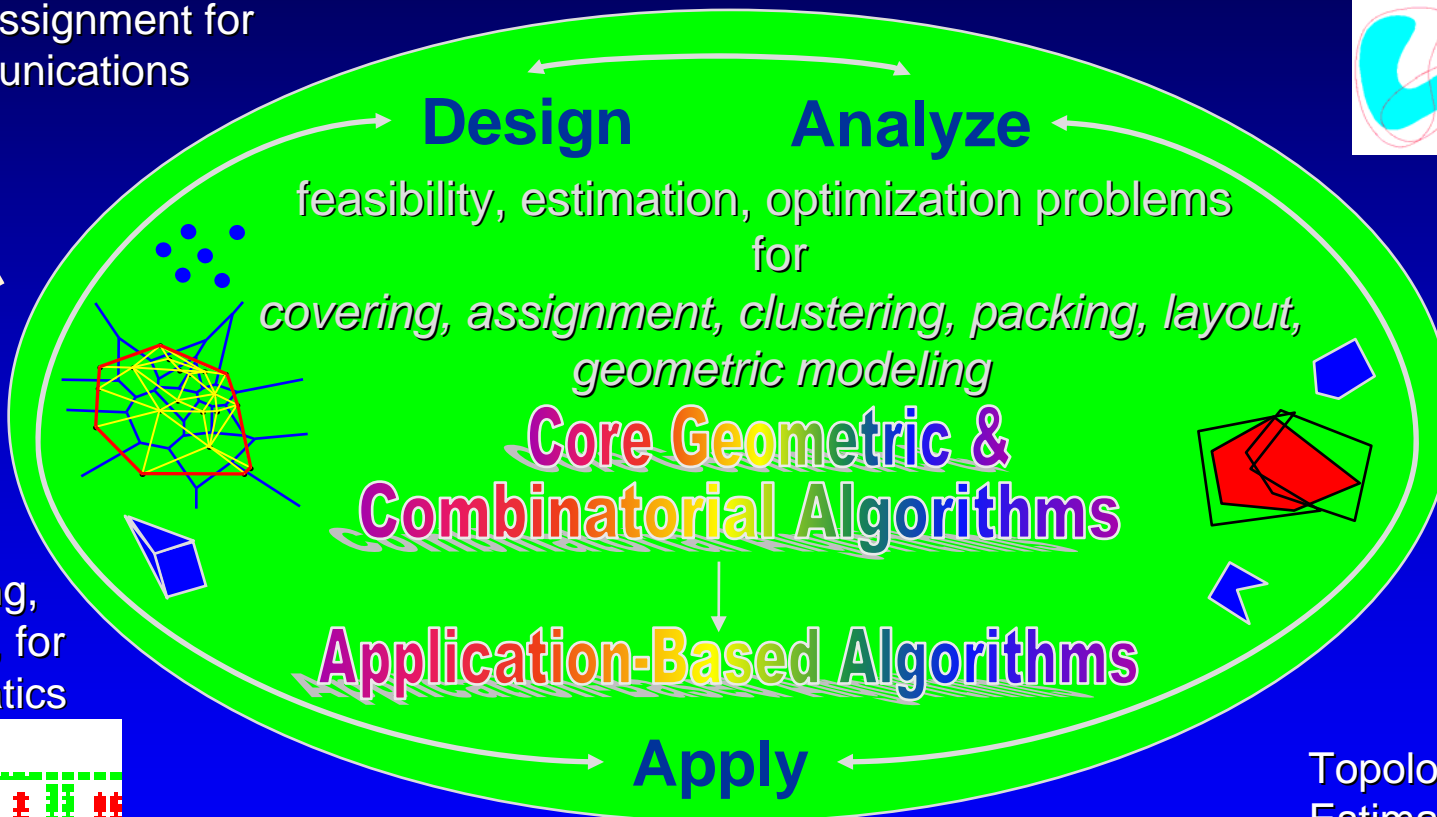 ssignment for
unications
Design Analyze
feasibility, estimation, optimization problems
for
covering, assignment, clustering, packing, layout,
geometric modeling
Core Geometric &
Combinatorial Algorithms
Application-Based Algorithms
Apply
g,
for
tics
Topolo
Estima